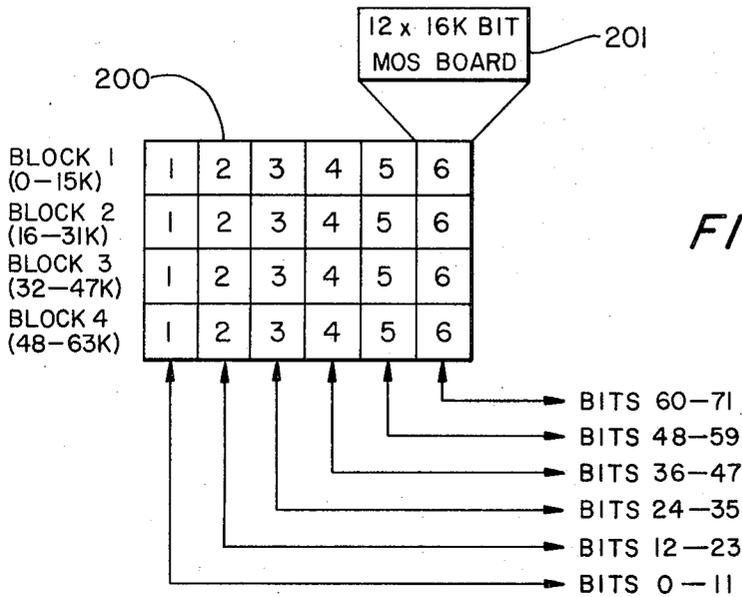 12 x 16K BIT
MOS BOARD
201
200
BLOCK 1
(0-15K)
1 2 3 4 5 6
BLOCK 2
(16-31K)
1 2 3 4 5 6
FI
BLOCK 3
(32-47K)
1 2 3 4 5 6
BLOCK 4
(48-63K)
1 2 3 4 5 6
BITS 60-71
BITS 48-59
BITS 36-47
BITS 24-35
BITS 12-23
BITS 0-11